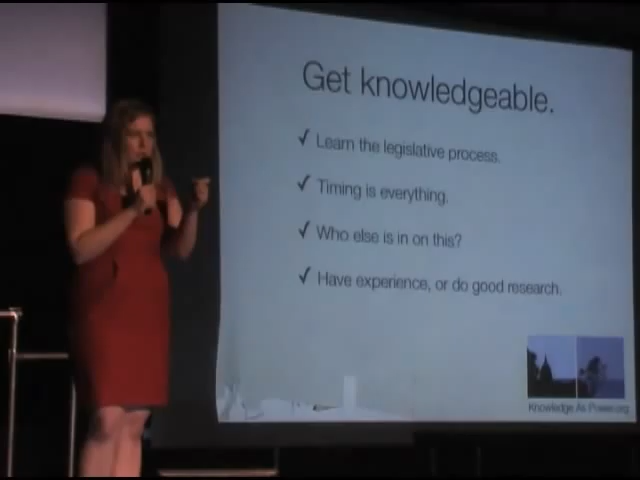 Get knowledgeable.
✓ Learn the legislative process.
✓ Timing is everything.
✓ Who else is in on this?
✓ Have experience, or do good research.
Knowledge As Power.org